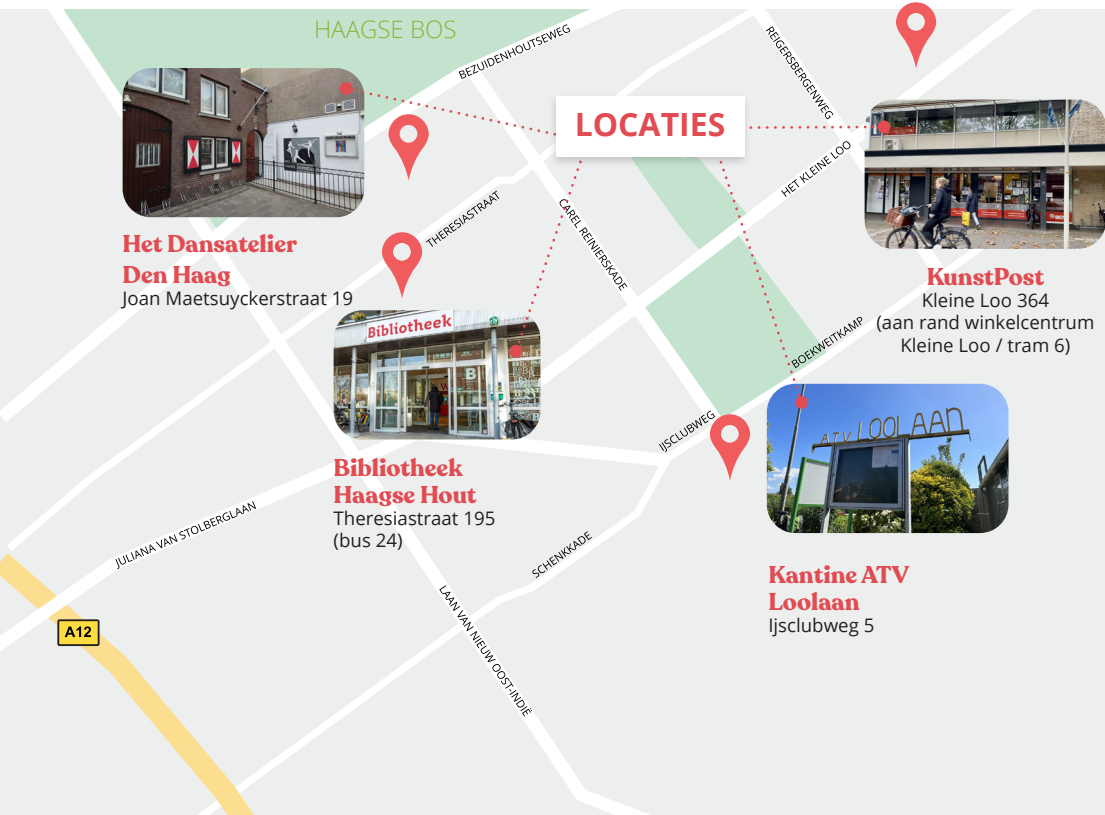 HAAGSE BOS
BEZUIDENHOUTSEWEG
REIGERSBERGENWEG
LOCATIES
HET KLEINE LOO
THERESIASTRAAT
CAREL REINIERSKADE
Het Dansatelier
Den Haag
Joan Maetsuyckerstraat 19
KunstPost
Kleine Loo 364
(aan rand winkelcentrum
Kleine Loo / tram 6)
Bibliotheek
B
BOEKWEITKAMP
IJSCLUBWEG
ATV LOOLAAN
Bibliotheek
Haagse Hout
Theresiastraat 195
(bus 24)
JULIANA VAN STOLBERGLAAN
SCHENKKADE
Kantine ATV
Loolaan
Ijsclubweg 5
LAAN VAN NIEUW OOST-INDIË
A12